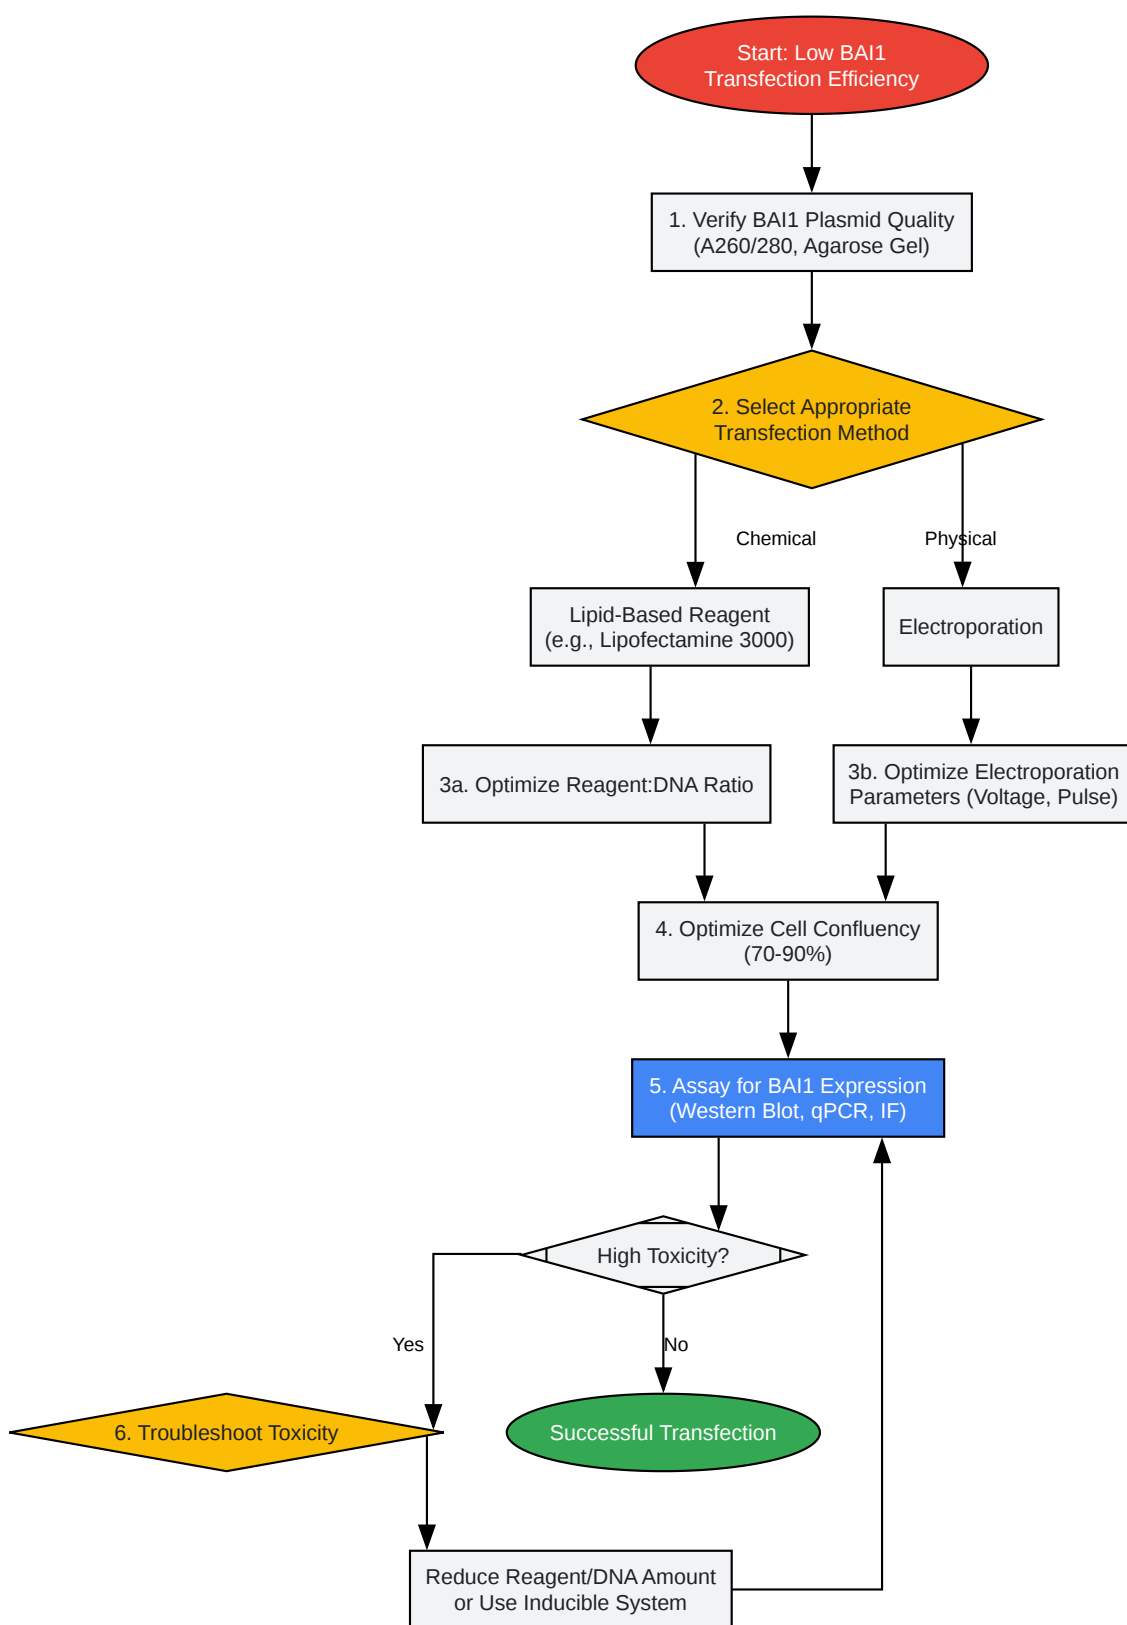 Start: Low BAI1
Transfection Efficiency
1. Verify BAI1 Plasmid Quality
(A260/280, Agarose Gel)
2. Select Appropriate
Transfection Method
Chemical
Physical
Lipid-Based Reagent
(e.g., Lipofectamine 3000)
Electroporation
3a. Optimize Reagent:DNA Ratio
3b. Optimize Electroporation
Parameters (Voltage, Pulse)
4. Optimize Cell Confluency
(70-90%)
5. Assay for BAI1 Expression
(Western Blot, qPCR, IF)
High Toxicity?
Yes
No
6. Troubleshoot Toxicity
Successful Transfection
Reduce Reagent/DNA Amount
or Use Inducible System